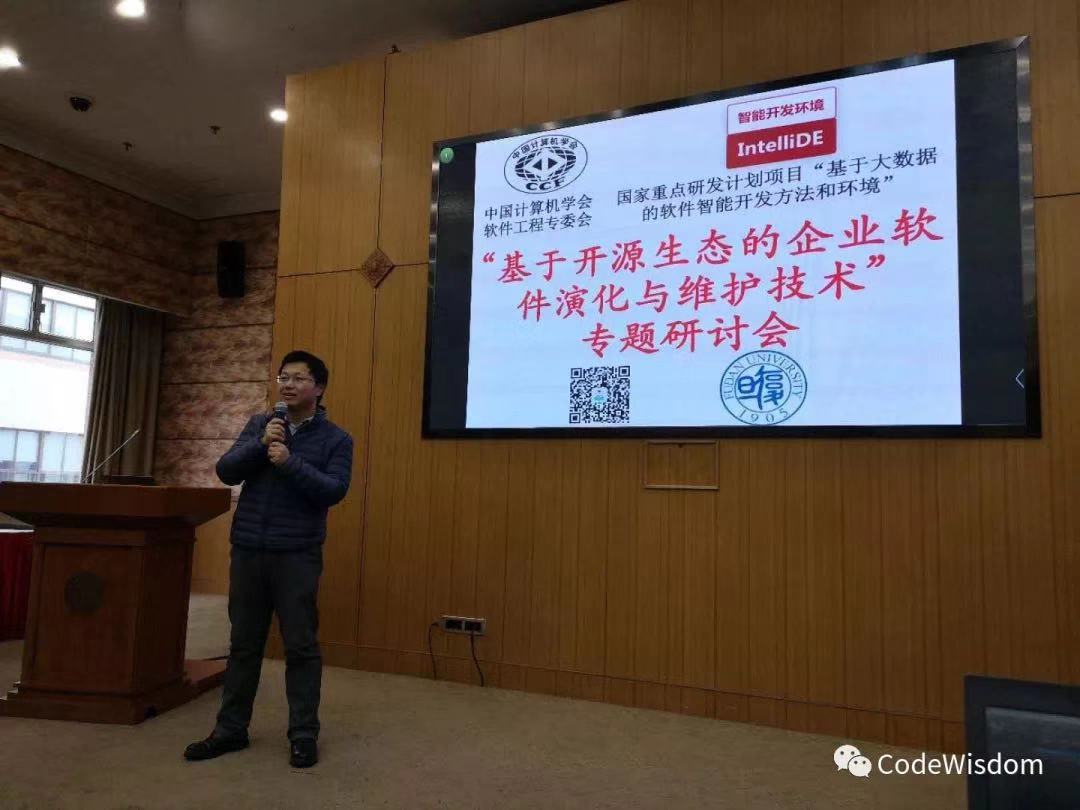 中国计算机学会
CCF
中国计算机学会
软件工程专委会
智能开发环境
IntelliDE
国家重点研发计划项目“基于大数据
的软件智能开发方法和环境”
“基于开源生态的企业软
件演化与维护技术”
专题研讨会
FUDAN UNIVERSITY
1905
CodeWisdom